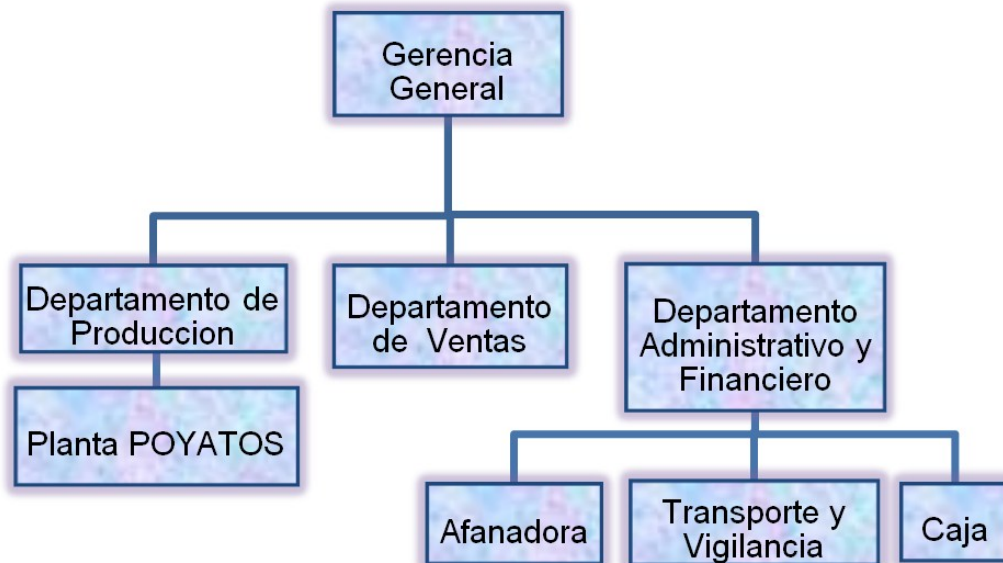 Gerencia
General
Departamento de
Produccion
Departamento
de Ventas
Departamento
Administrativo y
Financiero
Planta POYATOS
Afanadora
Transporte y
Vigilancia
Caja